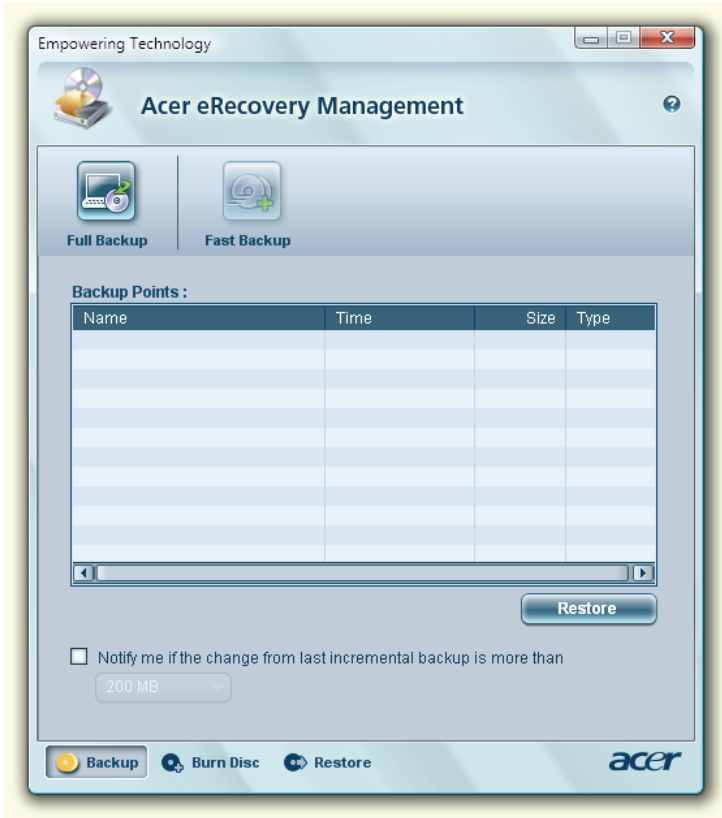 Empowering Technology
Acer eRecovery Management
Full Backup Fast Backup
Backup Points :
Name Time Size Type
Restore
Notify me if the change from last incremental backup is more than
200 MB
Backup Burn Disc Restore acer